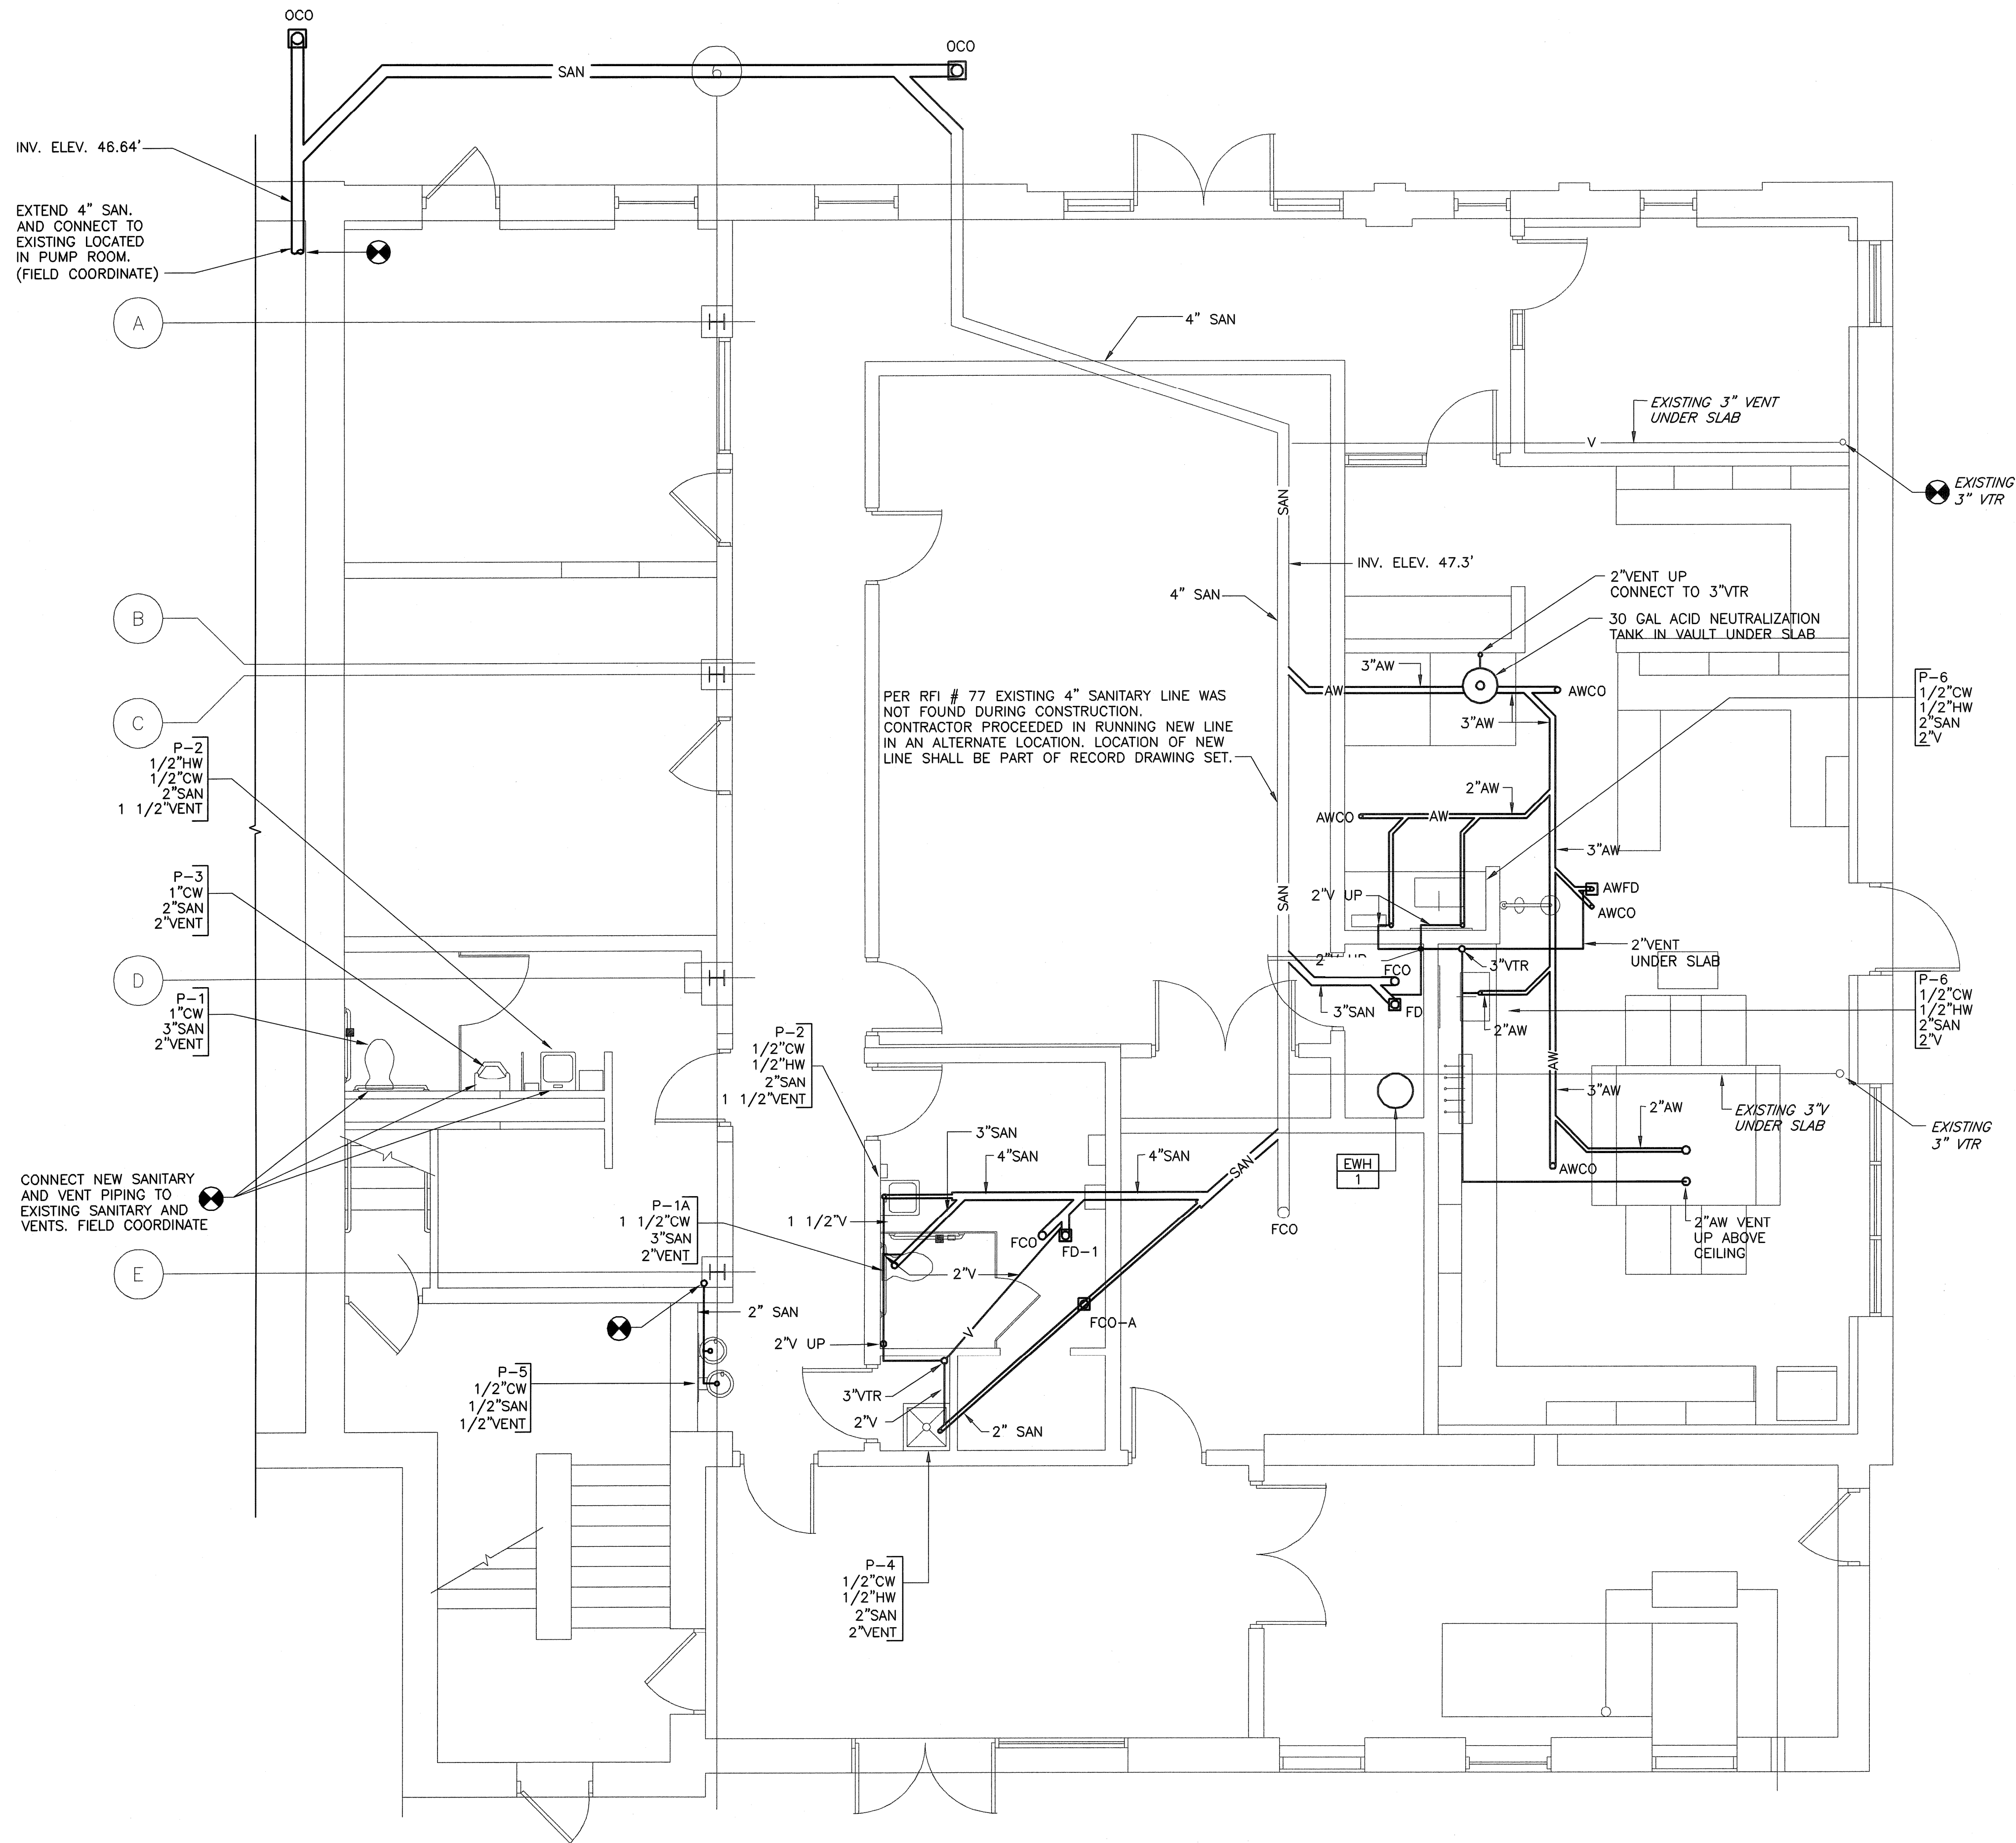 OCO
OCO
SAN
6
INV. ELEV. 46.64'
EXTEND 4" SAN.
AND CONNECT TO
EXISTING LOCATED
IN PUMP ROOM.
(FIELD COORDINATE)
A
4" SAN
EXISTING 3" VENT
UNDER SLAB
V
EXISTING
3" VTR
SAN
INV. ELEV. 47.3'
4" SAN
2"VENT UP
CONNECT TO 3"VTR
30 GAL ACID NEUTRALIZATION
TANK IN VAULT UNDER SLAB
B
C
3"AW
AW
AWCO
3"AW
P-6
1/2"CW
1/2"HW
2"SAN
2"V
PER RFI # 77 EXISTING 4" SANITARY LINE WAS
NOT FOUND DURING CONSTRUCTION.
CONTRACTOR PROCEEDED IN RUNNING NEW LINE
IN AN ALTERNATE LOCATION. LOCATION OF NEW
LINE SHALL BE PART OF RECORD DRAWING SET.
P-2
1/2"HW
1/2"CW
2"SAN
1 1/2"VENT
2"AW
AWCO
AW
3"AW
P-3
1"CW
2"SAN
2"VENT
SAN
2"V UP
AWFD
AWCO
2"VENT
UNDER SLAB
D
2"V UP
FCO
3"VTR
3"SAN
FD
2"AW
P-6
1/2"CW
1/2"HW
2"SAN
2"V
P-1
1"CW
3"SAN
2"VENT
P-2
1/2"CW
1/2"HW
2"SAN
1 1/2"VENT
AW
3"AW
2"AW
EXISTING 3"V
UNDER SLAB
EXISTING
3" VTR
3"SAN
4"SAN
4"SAN
SAN
EWH
1
AWCO
CONNECT NEW SANITARY
AND VENT PIPING TO
EXISTING SANITARY AND
VENTS. FIELD COORDINATE
P-1A
1 1/2"CW
3"SAN
2"VENT
1 1/2"V
FCO
FD-1
FCO
2"AW VENT
UP ABOVE
CEILING
E
2"V
2" SAN
FCO-A
V
2"V UP
P-5
1/2"CW
1/2"SAN
1/2"VENT
3"VTR
2"V
2" SAN
P-4
1/2"CW
1/2"HW
2"SAN
2"VENT